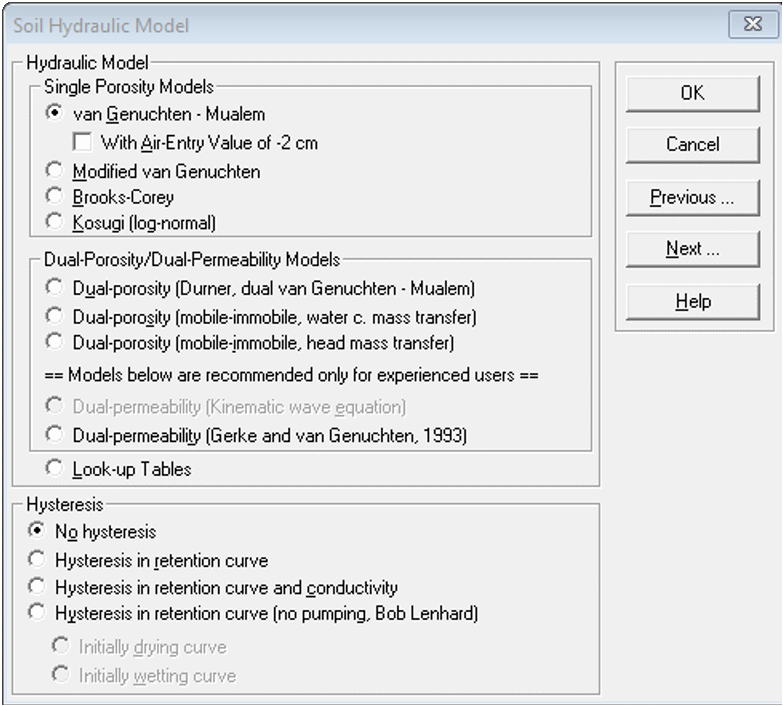 Soil Hydraulic Model
Hydraulic Model
Single Porosity Models
van Genuchten - Mualem
With Air-Entry Value of -2 cm
Modified van Genuchten
Brooks-Corey
Kosugi (log-normal)
Dual-Porosity/Dual-Permeability Models
Dual-porosity (Durner, dual van Genuchten - Mualem)
Dual-porosity (mobile-immobile, water c. mass transfer)
Dual-porosity (mobile-immobile, head mass transfer)
== Models below are recommended only for experienced users ==
Dual-permeability (Kinematic wave equation)
Dual-permeability (Gerke and van Genuchten, 1993)
Look-up Tables
Hysteresis
No hysteresis
Hysteresis in retention curve
Hysteresis in retention curve and conductivity
Hysteresis in retention curve (no pumping, Bob Lenhard)
Initially drying curve
Initially wetting curve
OK
Cancel
Previous ...
Next ...
Help